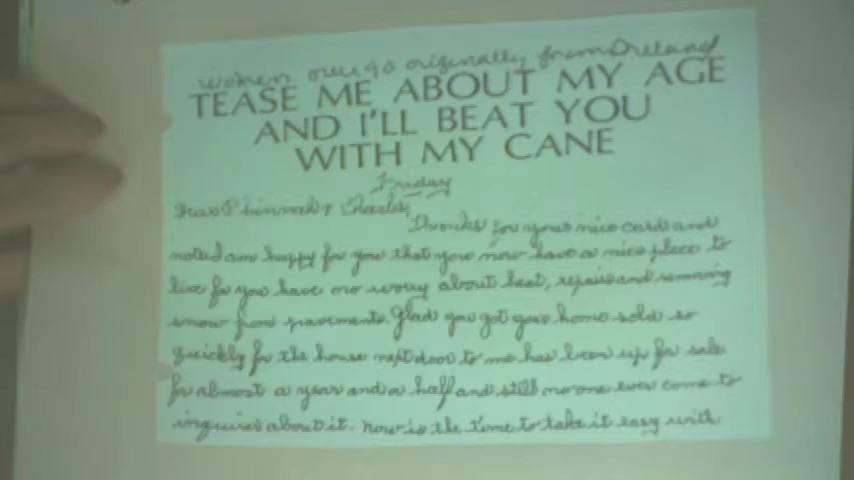 women over 90 originally from Ireland
TEASE ME ABOUT MY AGE
AND I'LL BEAT YOU
WITH MY CANE
Friday
Dear & Charles,
Thanks for your nice card and
note I am happy for you that you now have a nice place to
live for you have no worry about heat, repairs and removing
snow from pavements. Glad you got your home sold so
quickly for the house next door to me has been up for sale
for almost a year and a half and still no one ever come to
inquired about it. Now is the time to take it easy with